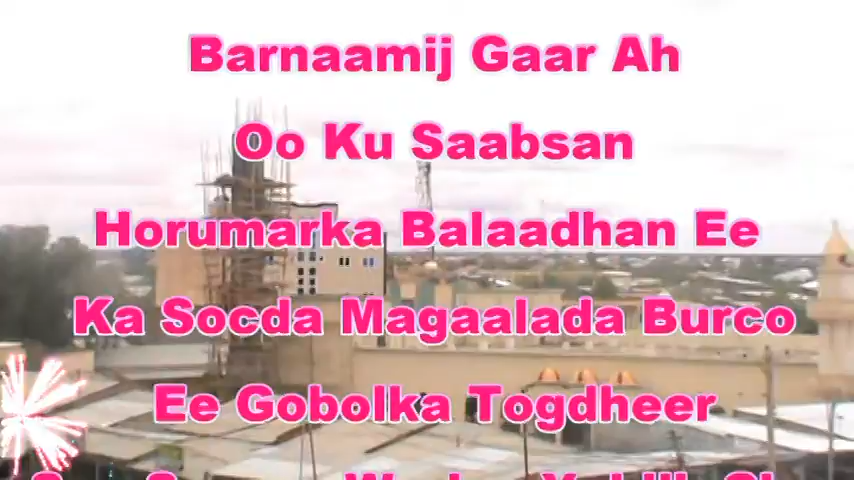 Barnaamij Gaar Ah
Oo Ku Saabsan
Horumarka Balaadhan Ee
Ka Socda Magaalada Burco
Ee Gobolka Togdheer